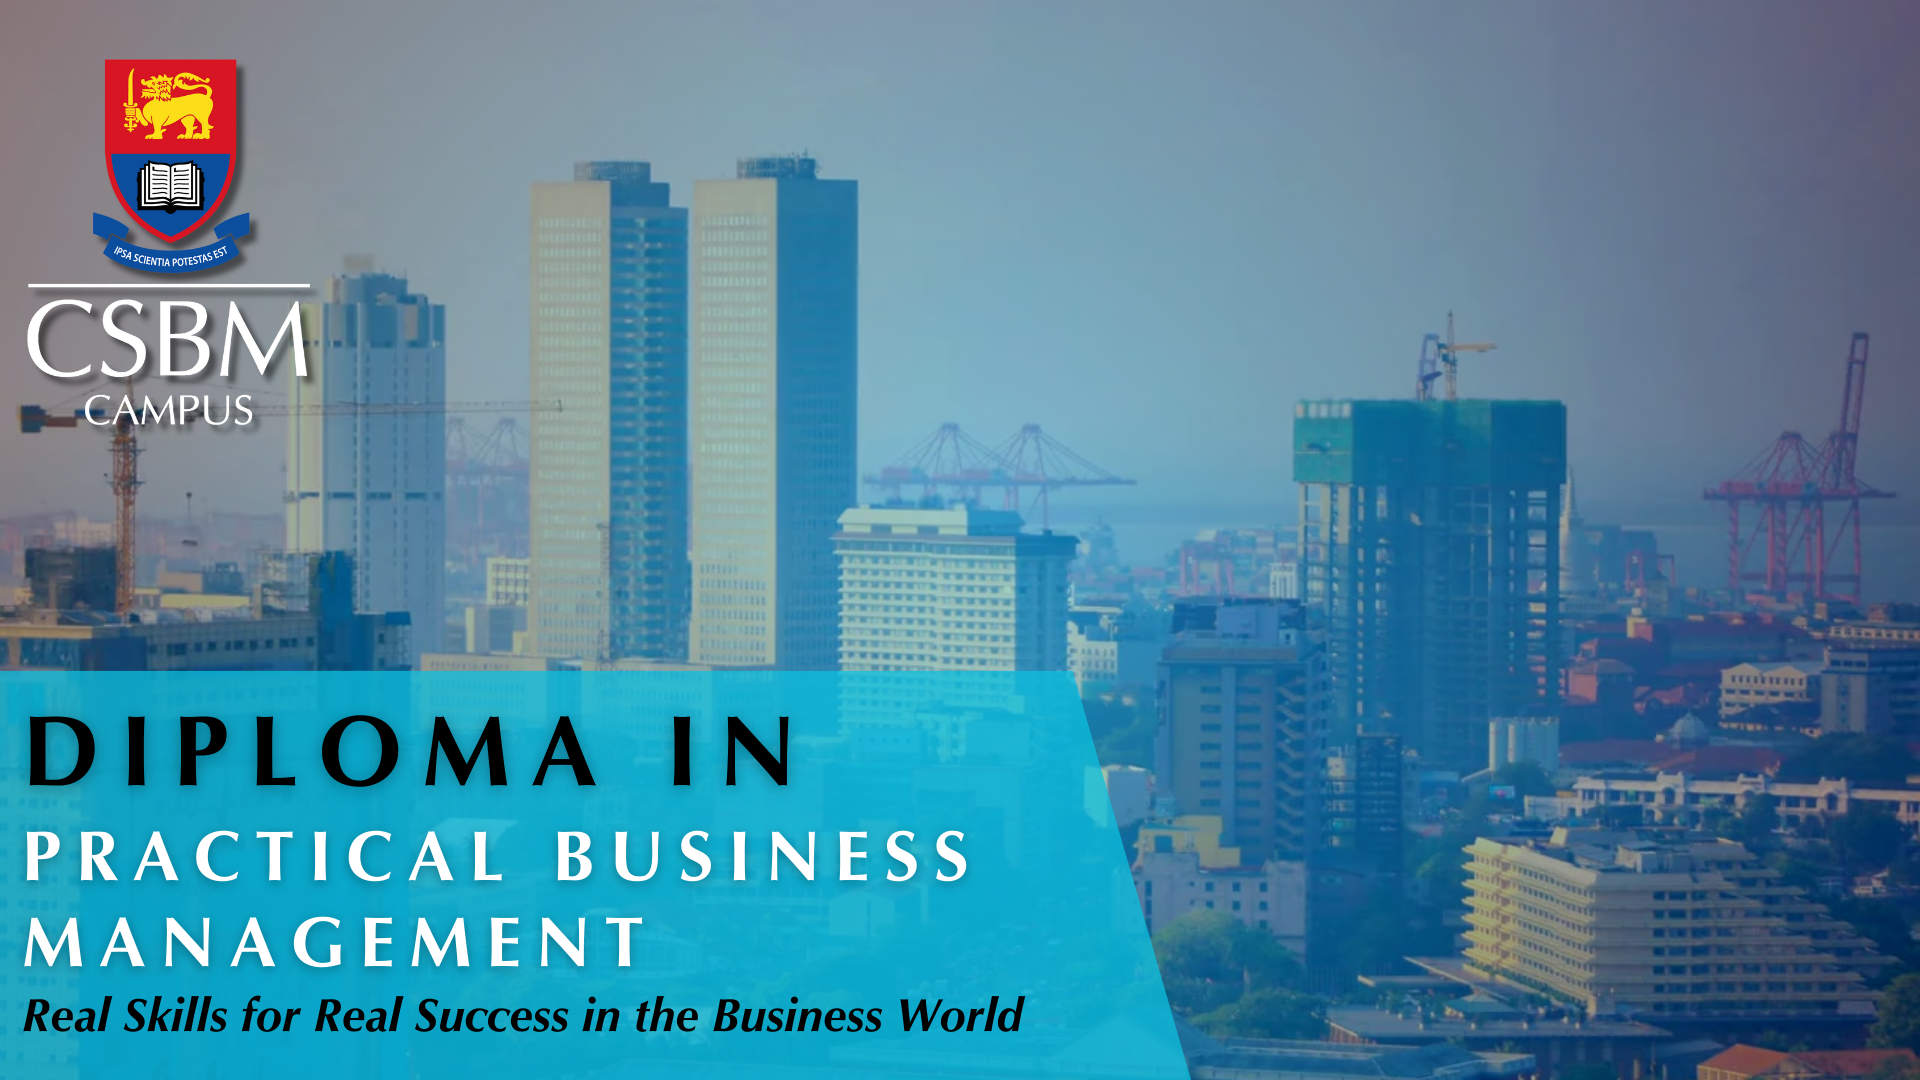 IPSA SCIENTIA POTESTAS EST
CSBM
CAMPUS
DIPLOMA IN
PRACTICAL BUSINESS
MANAGEMENT
Real Skills for Real Success in the Business World